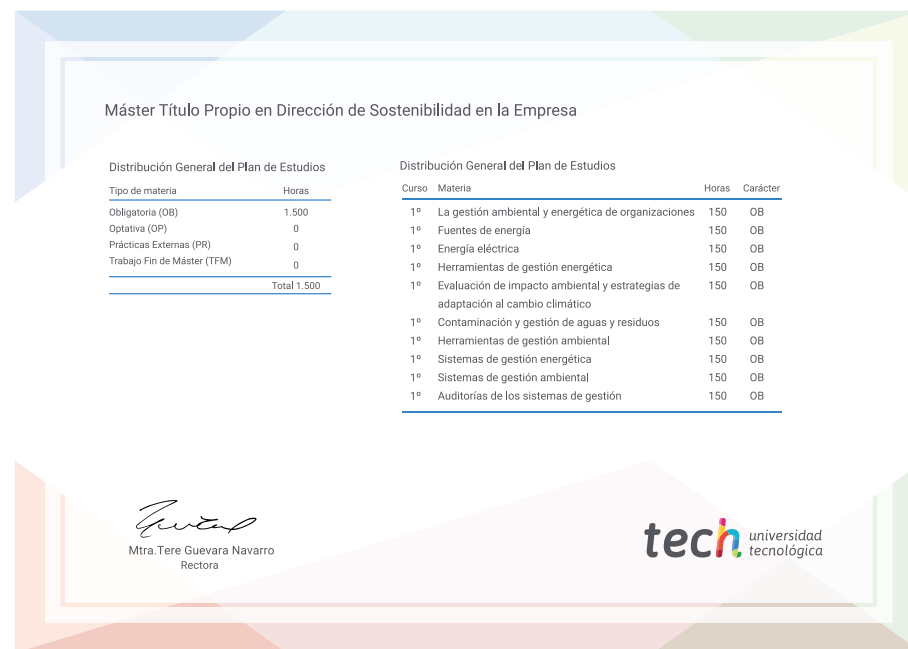 Máster Título Propio en Dirección de Sostenibilidad en la Empresa
Distribución General del Plan de Estudios
Tipo de materia Horas
Obligatoria (OB) 1.500
Optativa (OP) 0
Prácticas Externas (PR) 0
Trabajo Fin de Máster (TFM) 0
Total 1.500
Distribución General del Plan de Estudios
Curso Materia Horas Carácter
1º La gestión ambiental y energética de organizaciones 150 OB
1º Fuentes de energía 150 OB
1º Energía eléctrica 150 OB
1º Herramientas de gestión energética 150 OB
1º Evaluación de impacto ambiental y estrategias de 150 OB
adaptación al cambio climático
1º Contaminación y gestión de aguas y residuos 150 OB
1º Herramientas de gestión ambiental 150 OB
1º Sistemas de gestión energética 150 OB
1º Sistemas de gestión ambiental 150 OB
1º Auditorías de los sistemas de gestión 150 OB
Mtra.Tere Guevara Navarro
Rectora
tech universidad
tecnológica